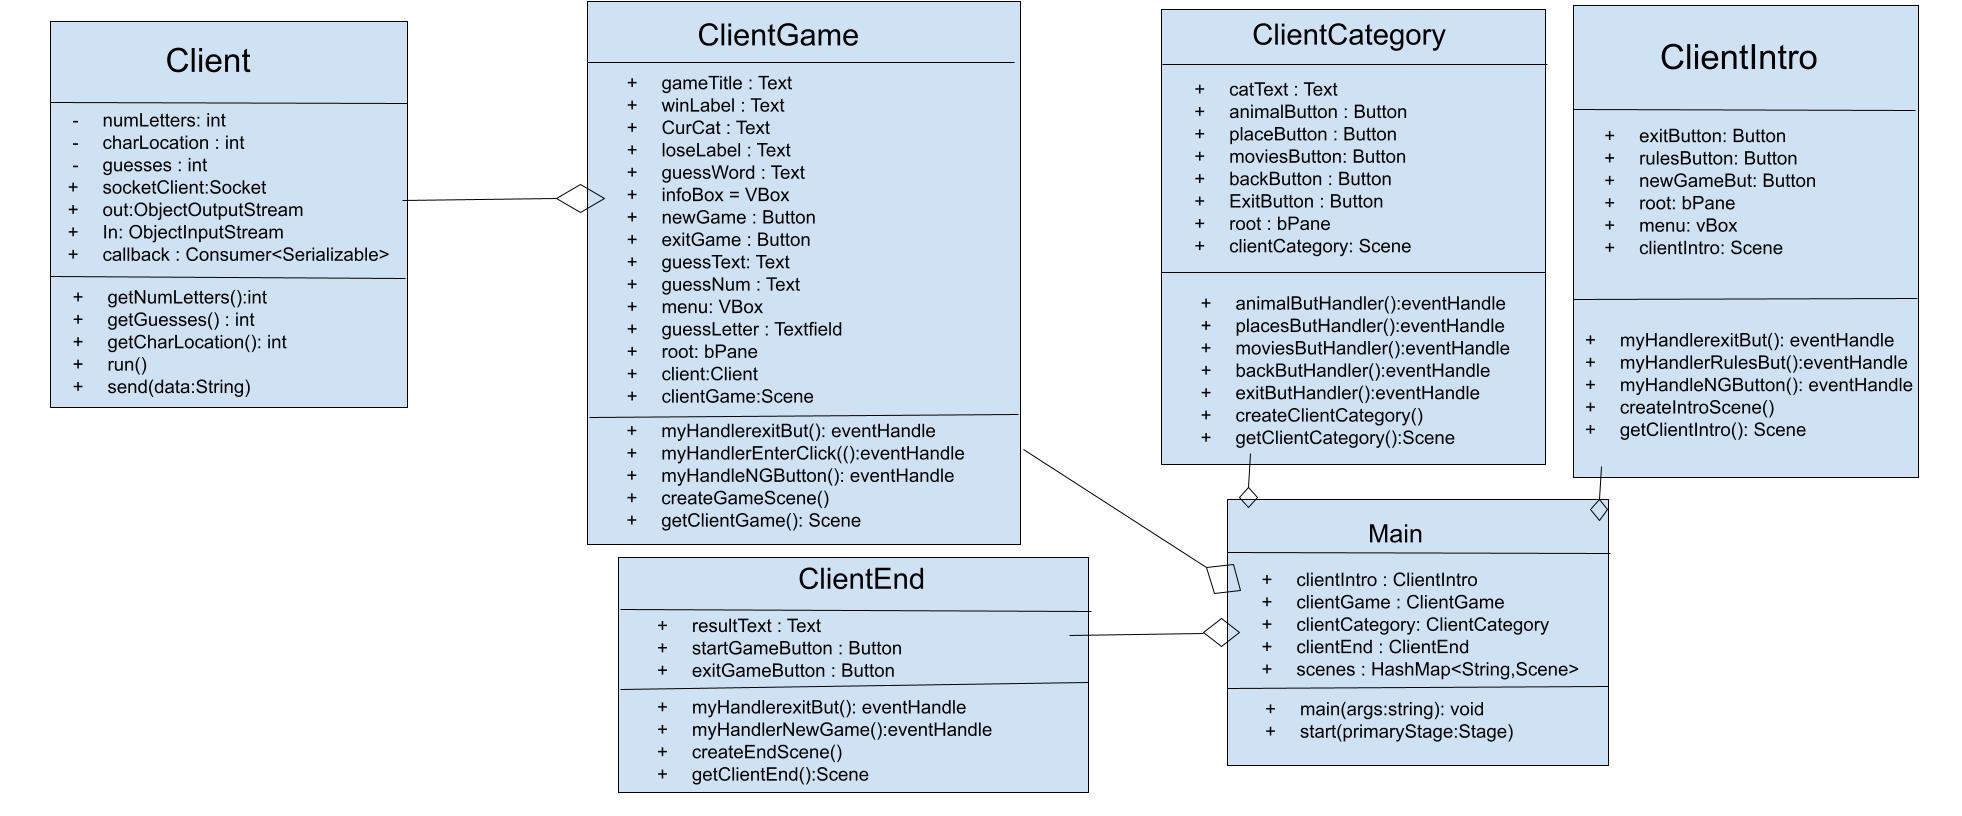 Client
- numLetters: int
- charLocation : int
- guesses : int
+ socketClient:Socket
+ out:ObjectOutputStream
+ In: ObjectInputStream
+ callback : Consumer<Serializable>
+ getNumLetters():int
+ getGuesses() : int
+ getCharLocation(): int
+ run()
+ send(data:String)
ClientGame
+ gameTitle : Text
+ winLabel : Text
+ CurCat : Text
+ loseLabel : Text
+ guessWord : Text
+ infoBox = VBox
+ newGame : Button
+ exitGame : Button
+ guessText: Text
+ guessNum : Text
+ menu: VBox
+ guessLetter : Textfield
+ root: bPane
+ client:Client
+ clientGame:Scene
+ myHandlerexitBut(): eventHandle
+ myHandlerEnterClick(():eventHandle
+ myHandleNGButton(): eventHandle
+ createGameScene()
+ getClientGame(): Scene
ClientCategory
+ catText : Text
+ animalButton : Button
+ placeButton : Button
+ moviesButton: Button
+ backButton : Button
+ ExitButton : Button
+ root : bPane
+ clientCategory: Scene
+ animalButHandler():eventHandle
+ placesButHandler():eventHandle
+ moviesButHandler():eventHandle
+ backButHandler():eventHandle
+ exitButHandler():eventHandle
+ createClientCategory()
+ getClientCategory():Scene
ClientIntro
+ exitButton: Button
+ rulesButton: Button
+ newGameBut: Button
+ root: bPane
+ menu: vBox
+ clientIntro: Scene
+ myHandlerexitBut(): eventHandle
+ myHandlerRulesBut():eventHandle
+ myHandleNGButton(): eventHandle
+ createIntroScene()
+ getClientIntro(): Scene
ClientEnd
+ resultText : Text
+ startGameButton : Button
+ exitGameButton : Button
+ myHandlerexitBut(): eventHandle
+ myHandlerNewGame():eventHandle
+ createEndScene()
+ getClientEnd():Scene
Main
+ clientIntro : ClientIntro
+ clientGame : ClientGame
+ clientCategory: ClientCategory
+ clientEnd : ClientEnd
+ scenes : HashMap<String,Scene>
+ main(args:string): void
+ start(primaryStage:Stage)